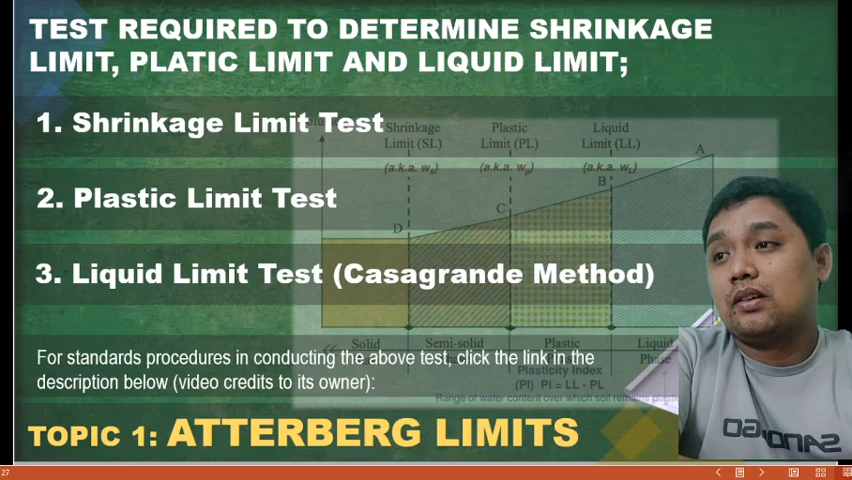 TEST REQUIRED TO DETERMINE SHRINKAGE
LIMIT, PLATIC LIMIT AND LIQUID LIMIT;
1. Shrinkage Limit Test
Shrinkage Plastic Liquid
Limit (SL) Limit (PL) Limit (LL)
A
(a.k.a. ws) (a.k.a. wp) (a.k.a. wL)
B
2. Plastic Limit Test
C
D
3. Liquid Limit Test (Casagrande Method)
Solid Semi-solid Plastic Liquid
For standards procedures in conducting the above test, click the link in the
Phase
Plasticity Index
description below (video credits to its owner):
(PI) PI = LL - PL
Range of water content over which soil remains
TOPIC 1: ATTERBERG LIMITS
27